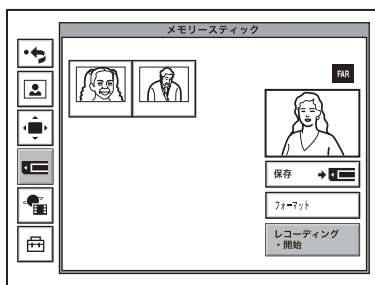 メモリースティック
FAR
保存
フォーマット
レコーディング
・開始